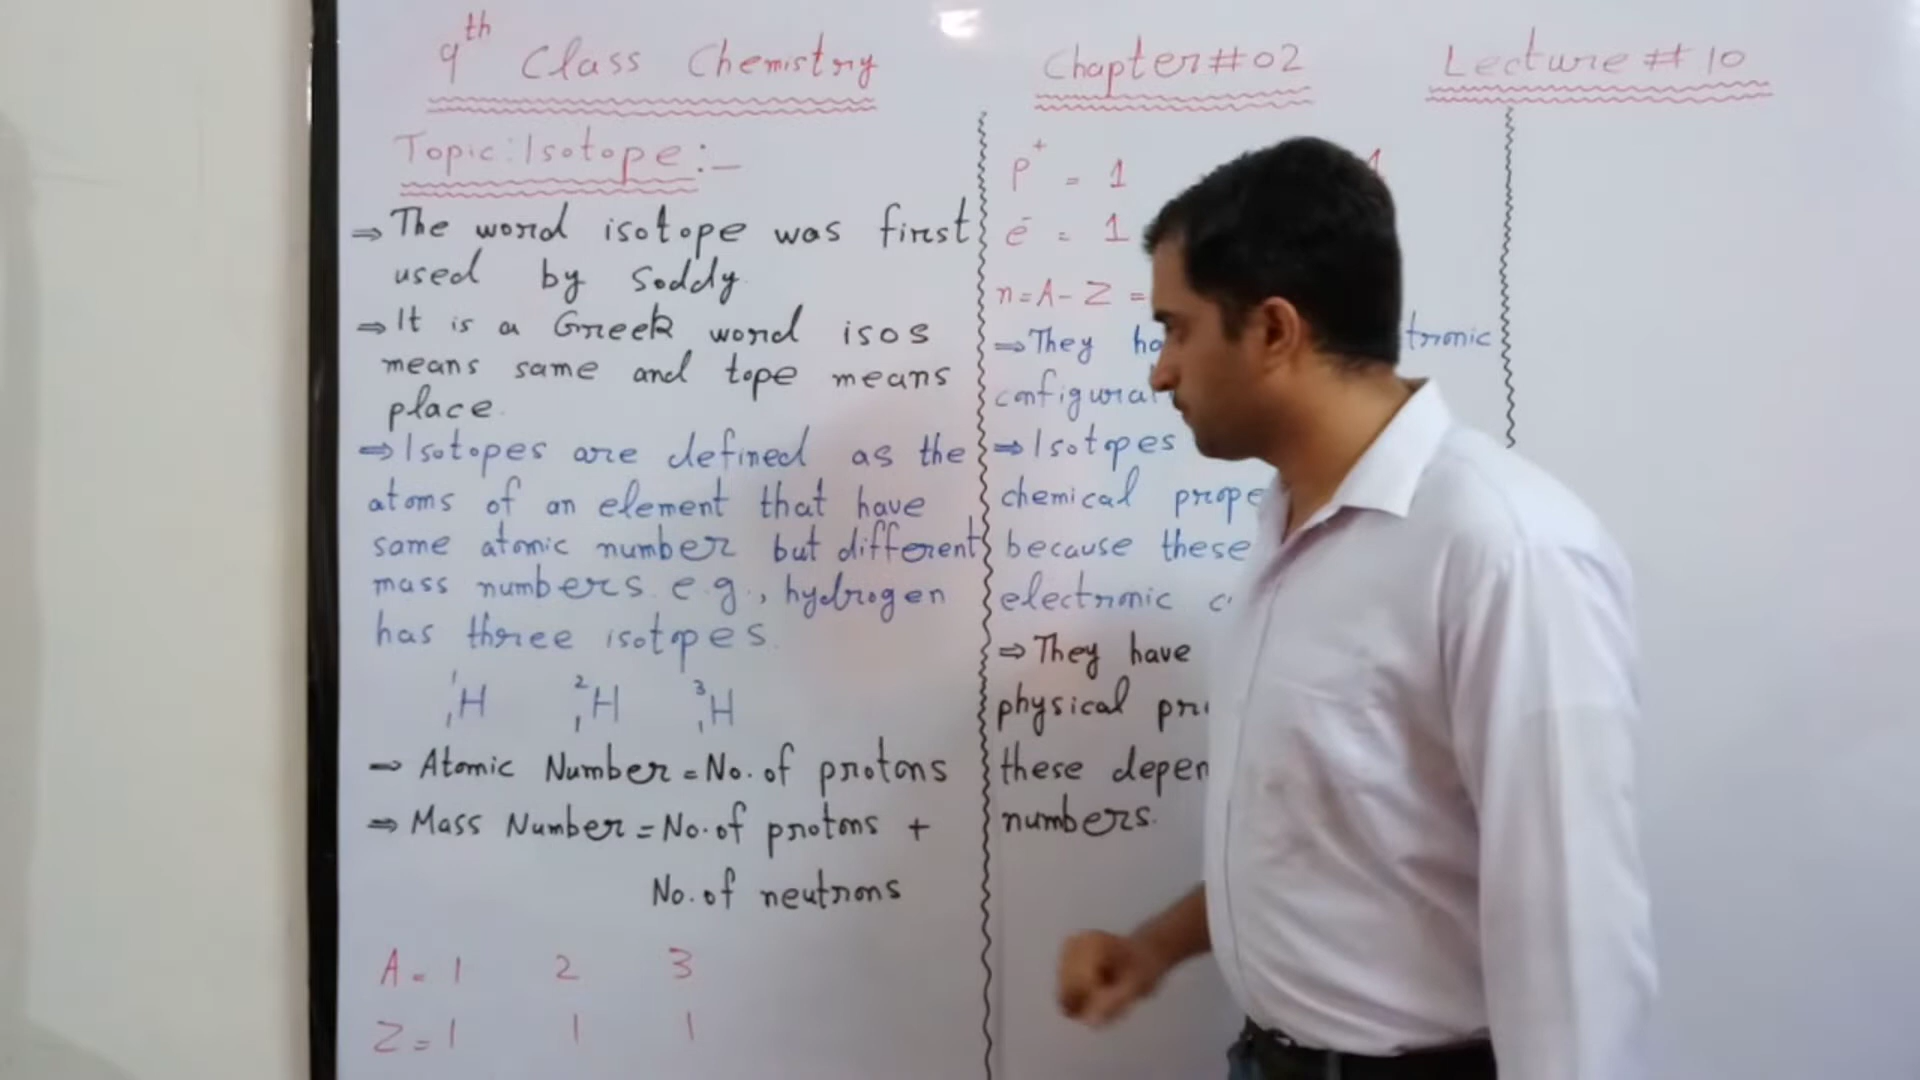 9th Class Chemistry Chapter # 02 Lecture # 10
Topic: Isotope:-
⇒ The word isotope was first
used by Soddy.
⇒ It is a Greek word isos
means same and tope means
place.
⇒ Isotopes are defined as the
atoms of an element that have
same atomic number but different
mass numbers. e.g., hydrogen
has three isotopes.
¹₁H ²₁H ³₁H
⇒ Atomic Number = No. of protons
⇒ Mass Number = No. of protons +
No. of neutrons
A = 1 2 3
Z = 1 1 1
p⁺ = 1 1
e⁻ = 1
n = A - Z =
⇒ They
⇒ Isotopes
chemical
because these
electronic
⇒ They have
physical
these
numbers.